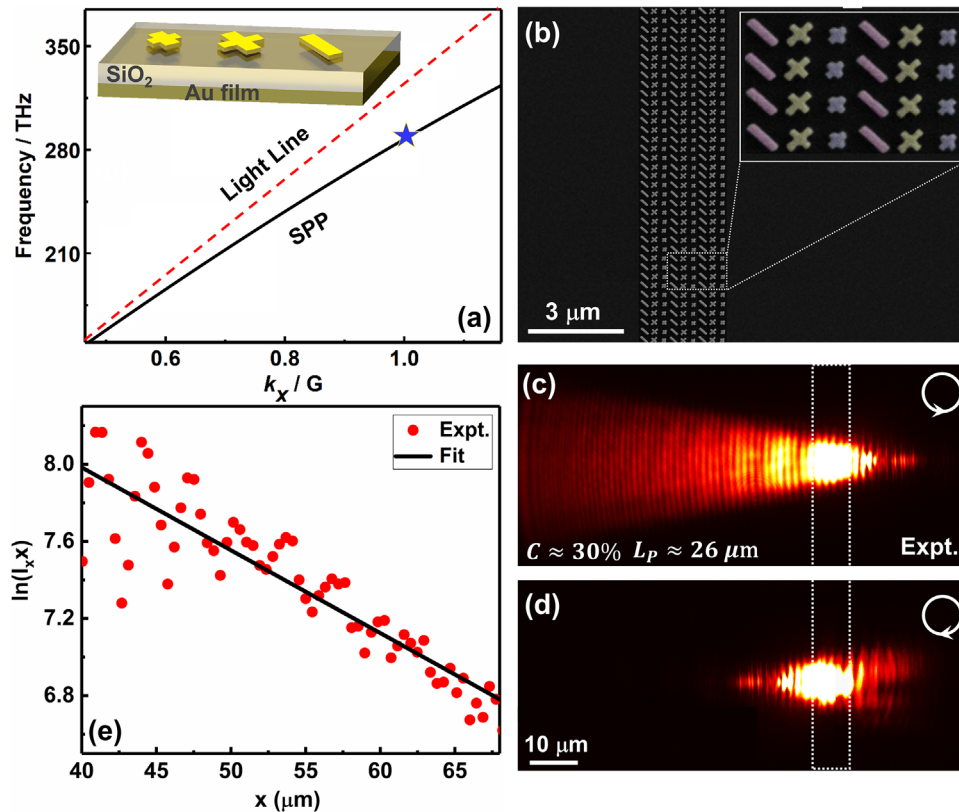 350
280
210
Frequency / THz
SiO2
Au film
Light Line
SPP
(a)
0.6 0.8 1.0
kx / G
(b)
3 μm
(c)
C ≈ 30% LP ≈ 26 μm
Expt.
(d)
10 μm
8.0
7.6
7.2
6.8
ln(Ixx)
Expt.
Fit
(e)
40 45 50 55 60 65
x (μm)